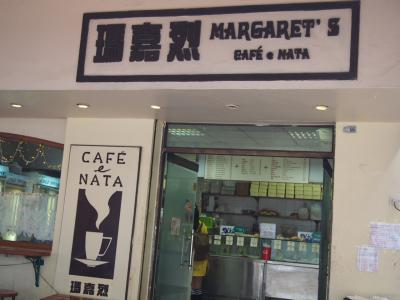 瑪嘉烈 MARGARET'S
CAFÉ e NATA
CAFÉ
e
NATA
瑪嘉烈